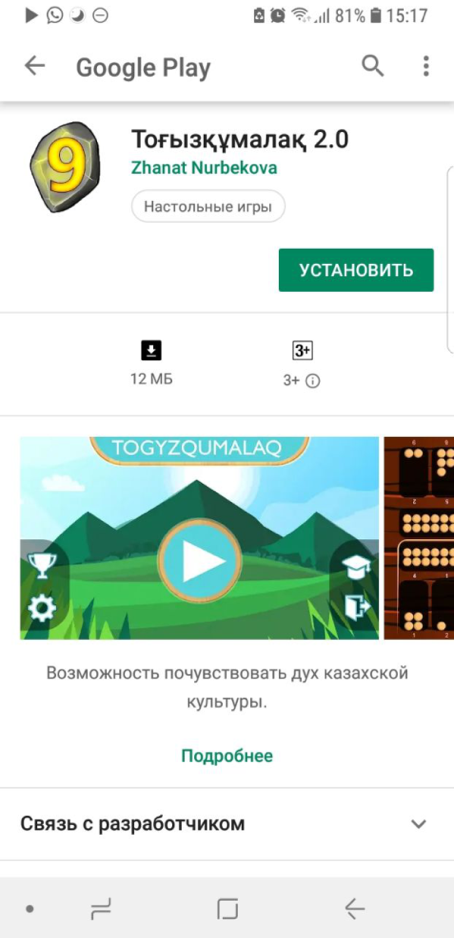 81% 15:17
Google Play
9
Тоғызқұмалақ 2.0
Zhanat Nurbekova
Настольные игры
УСТАНОВИТЬ
3+
12 МБ
3+
TOGYZQUMALAQ
Возможность почувствовать дух казахской
культуры.
Подробнее
Связь с разработчиком